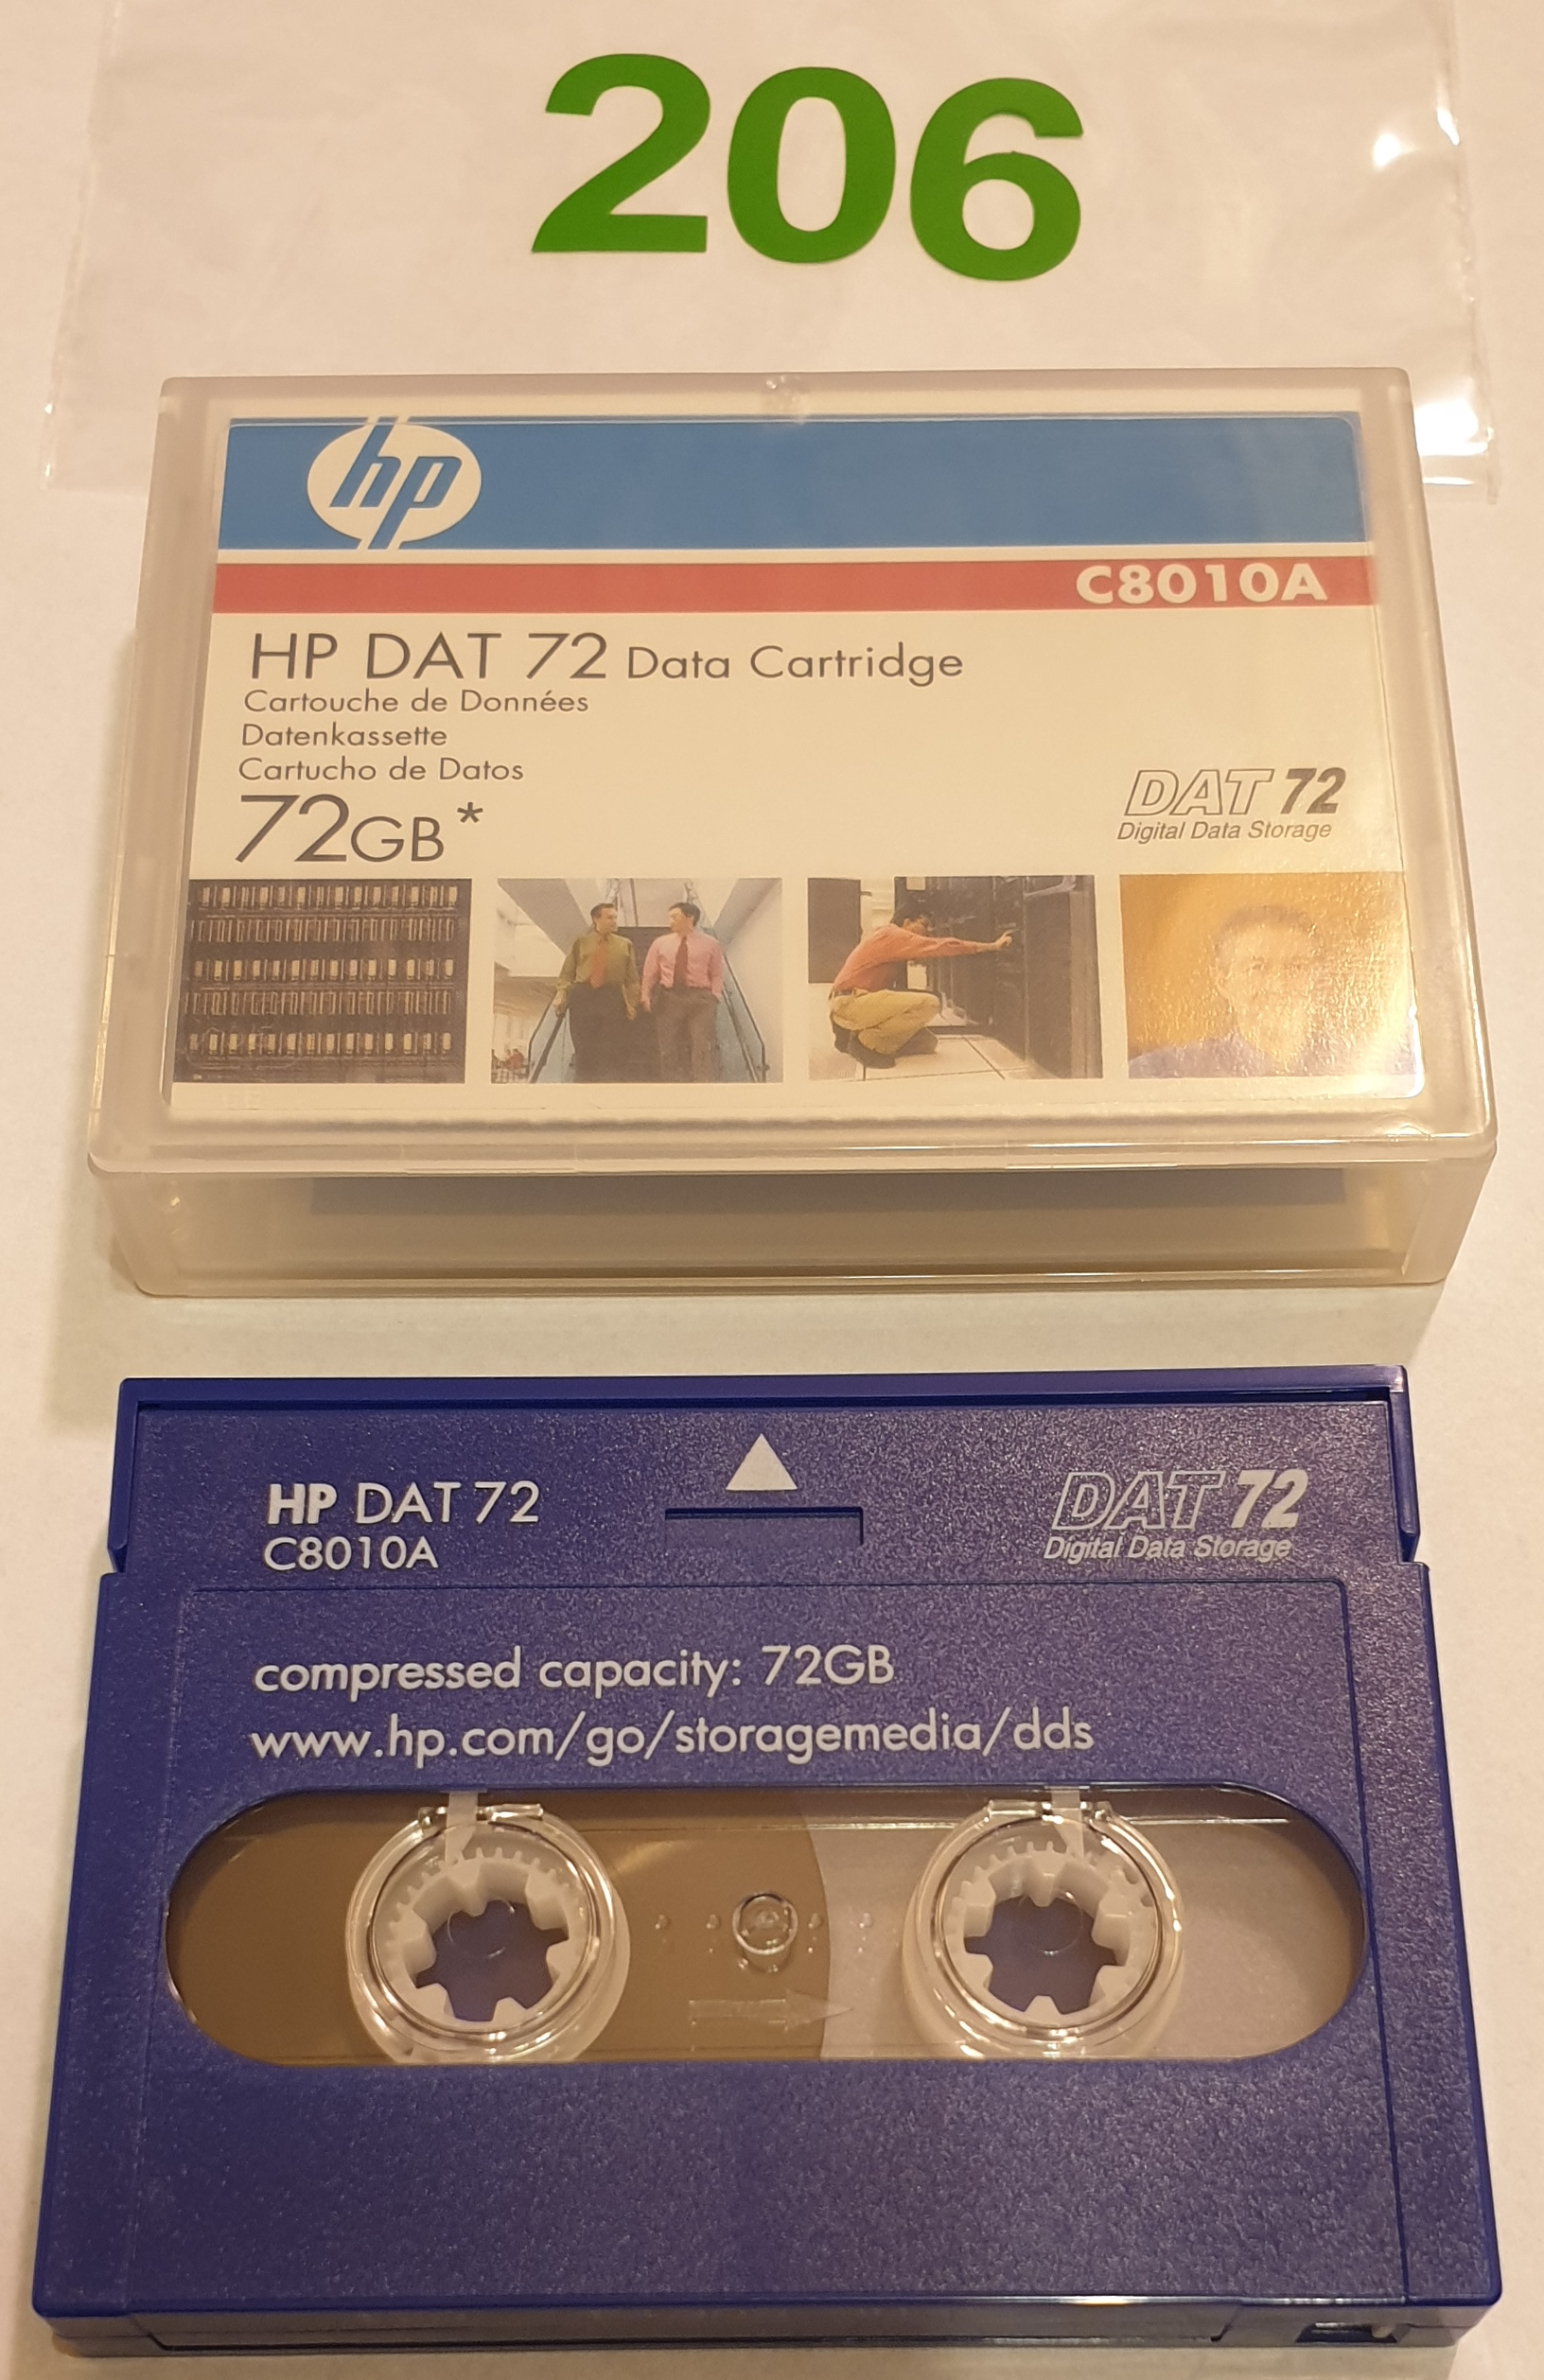 206
hp
C8010A
HP DAT 72 Data Cartridge
Cartouche de Données
Datenkassette
Cartucho de Datos
72GB*
DAT 72
Digital Data Storage
HP DAT 72
C8010A
DAT 72
Digital Data Storage
compressed capacity: 72GB
www.hp.com/go/storagemedia/dds